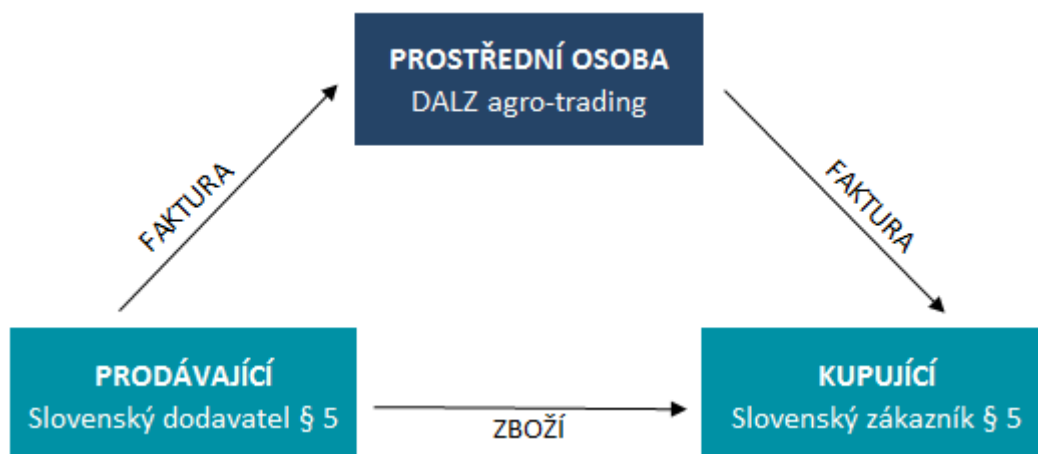 PROSTŘEDNÍ OSOBA
DALZ agro-trading
FAKTURA
FAKTURA
PRODÁVAJÍCÍ
Slovenský dodavatel § 5
ZBOŽÍ
KUPUJÍCÍ
Slovenský zákazník § 5